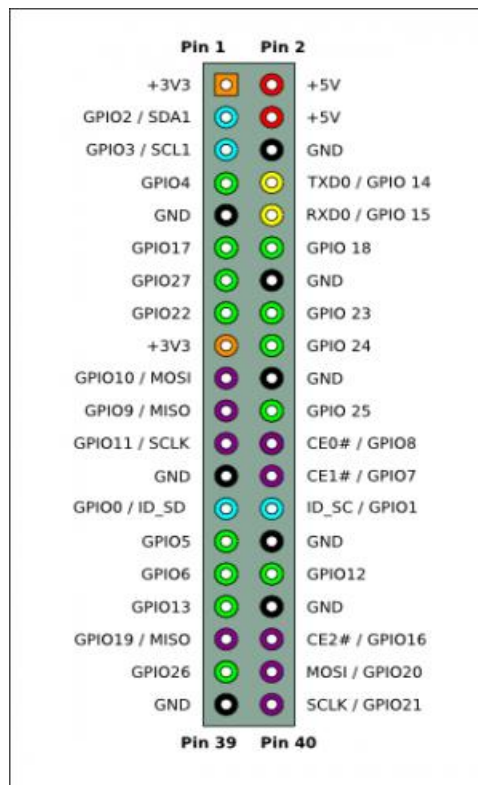 Pin 1 Pin 2
+3V3 +5V
GPIO2 / SDA1 +5V
GPIO3 / SCL1 GND
GPIO4 TXD0 / GPIO 14
GND RXD0 / GPIO 15
GPIO17 GPIO 18
GPIO27 GND
GPIO22 GPIO 23
+3V3 GPIO 24
GPIO10 / MOSI GND
GPIO9 / MISO GPIO 25
GPIO11 / SCLK CE0# / GPIO8
GND CE1# / GPIO7
GPIO0 / ID_SD ID_SC / GPIO1
GPIO5 GND
GPIO6 GPIO12
GPIO13 GND
GPIO19 / MISO CE2# / GPIO16
GPIO26 MOSI / GPIO20
GND SCLK / GPIO21
Pin 39 Pin 40